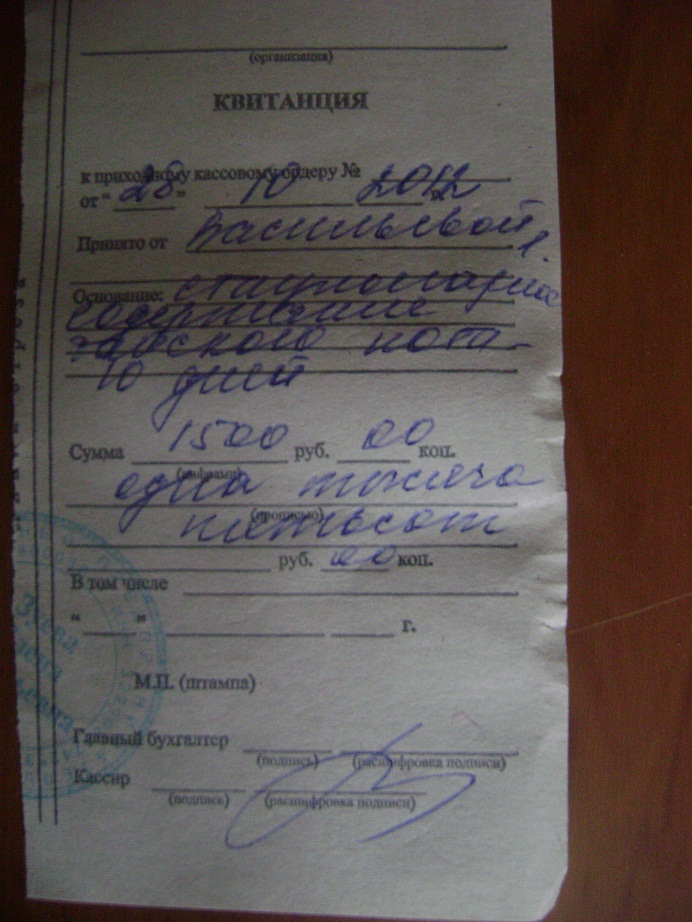 (организация)
КВИТАНЦИЯ
к приходному кассовому ордеру №
от " 28 " 10 2012 г.
Принято от Васильевой
Основание: стационарное
содержание
кота -
10 дней
Сумма 1500 руб. 00 коп.
(цифрами)
одна тысяча
(прописью)
пятьсот
руб. 00 коп.
В том числе
" " г.
М.П. (штампа)
Главный бухгалтер
(подпись) (расшифровка подписи)
Кассир
(подпись) (расшифровка подписи)
Зуева